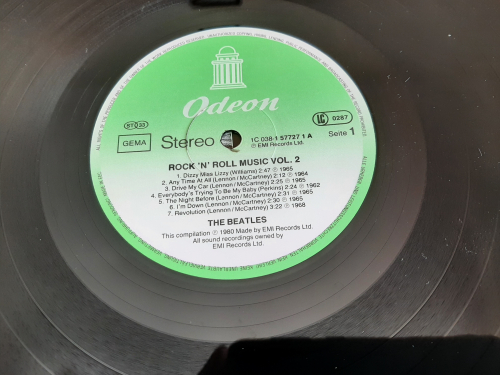 Odeon
ST 33
GEMA
Stereo
1C 038-1 57727 1 A
℗ EMI Records Ltd.
LC 0287
Seite 1
ROCK 'N' ROLL MUSIC VOL. 2
1. Dizzy Miss Lizzy (Williams) 2:47 ℗ 1965
2. Any Time At All (Lennon/McCartney) 2:12 ℗ 1964
3. Drive My Car (Lennon/McCartney) 2:25 ℗ 1965
4. Everybody's Trying To Be My Baby (Perkins) 2:24 ℗ 1962
5. The Night Before (Lennon/McCartney) 2:31 ℗ 1965
6. I'm Down (Lennon/McCartney) 2:30 ℗ 1965
7. Revolution (Lennon/McCartney) 3:22 ℗ 1968
THE BEATLES
This compilation ℗ 1980 Made by EMI Records Ltd.
All sound recordings owned by
EMI Records Ltd.